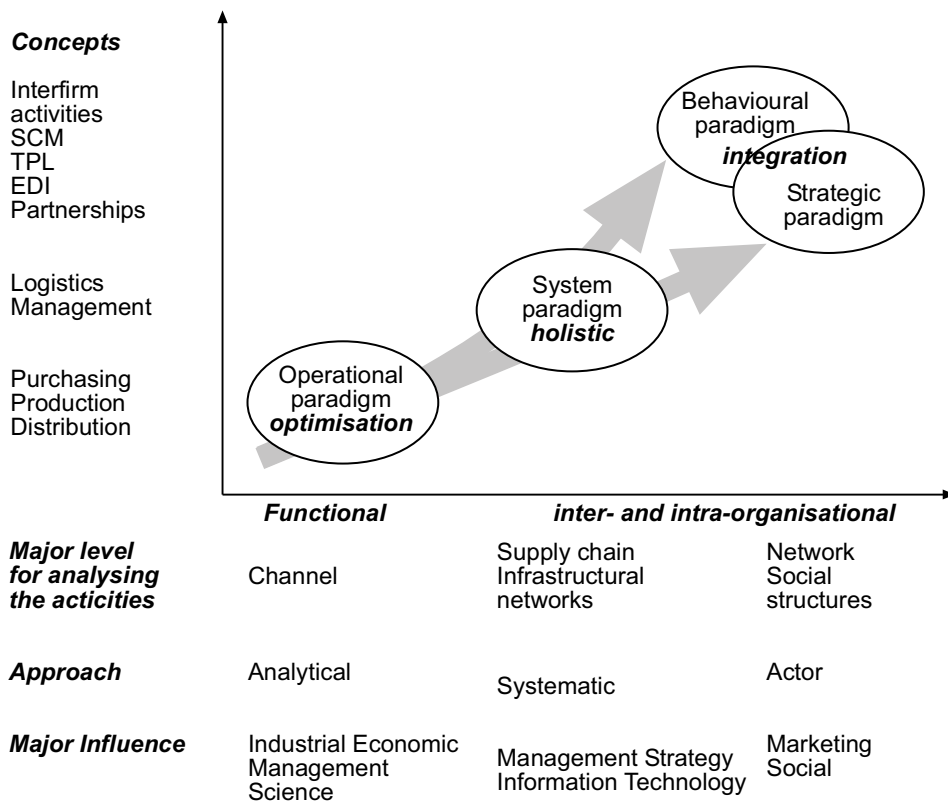 Concepts
Interfirm
activities
SCM
TPL
EDI
Partnerships
Logistics
Management
Purchasing
Production
Distribution
Behavioural
paradigm
integration
Strategic
paradigm
System
paradigm
holistic
Operational
paradigm
optimisation
Functional
inter- and intra-organisational
Major level
for analysing
the acticities
Channel
Supply chain
Infrastructural
networks
Network
Social
structures
Approach
Analytical
Systematic
Actor
Major Influence
Industrial Economic
Management
Science
Management Strategy
Information Technology
Marketing
Social